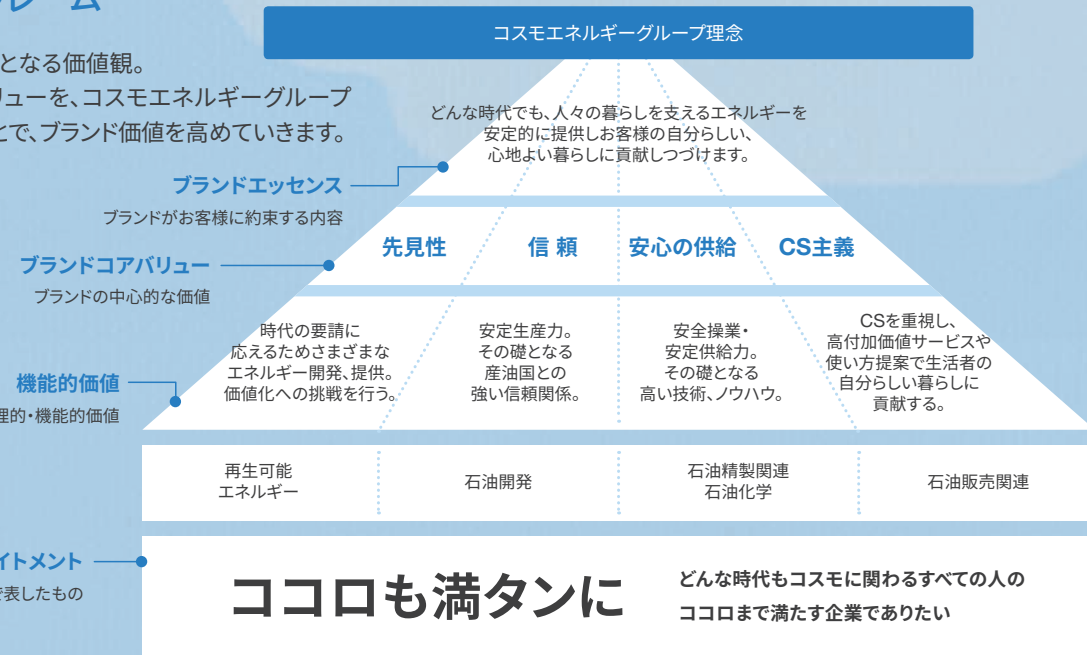 コスモエネルギーグループ理念
となる価値観。
リューを、コスモエネルギーグループ
とで、ブランド価値を高めていきます。
どんな時代でも、人々の暮らしを支えるエネルギーを
安定的に提供しお客様の自分らしい、
心地よい暮らしに貢献しつづけます。
ブランドエッセンス
ブランドがお客様に約束する内容
先見性
信頼
安心の供給
CS主義
ブランドコアバリュー
ブランドの中心的な価値
時代の要請に
応えるためさまざまな
エネルギー開発、提供。
価値化への挑戦を行う。
安定生産力。
その礎となる
産油国との
強い信頼関係。
安全操業・
安定供給力。
その礎となる
高い技術、ノウハウ。
CSを重視し、
高付加価値サービスや
使い方提案で生活者の
自分らしい暮らしに
貢献する。
機能的価値
理的・機能的価値
再生可能
エネルギー
石油開発
石油精製関連
石油化学
石油販売関連
イトメント
で表したもの
ココロも満タンに
どんな時代もコスモに関わるすべての人の
ココロまで満たす企業でありたい